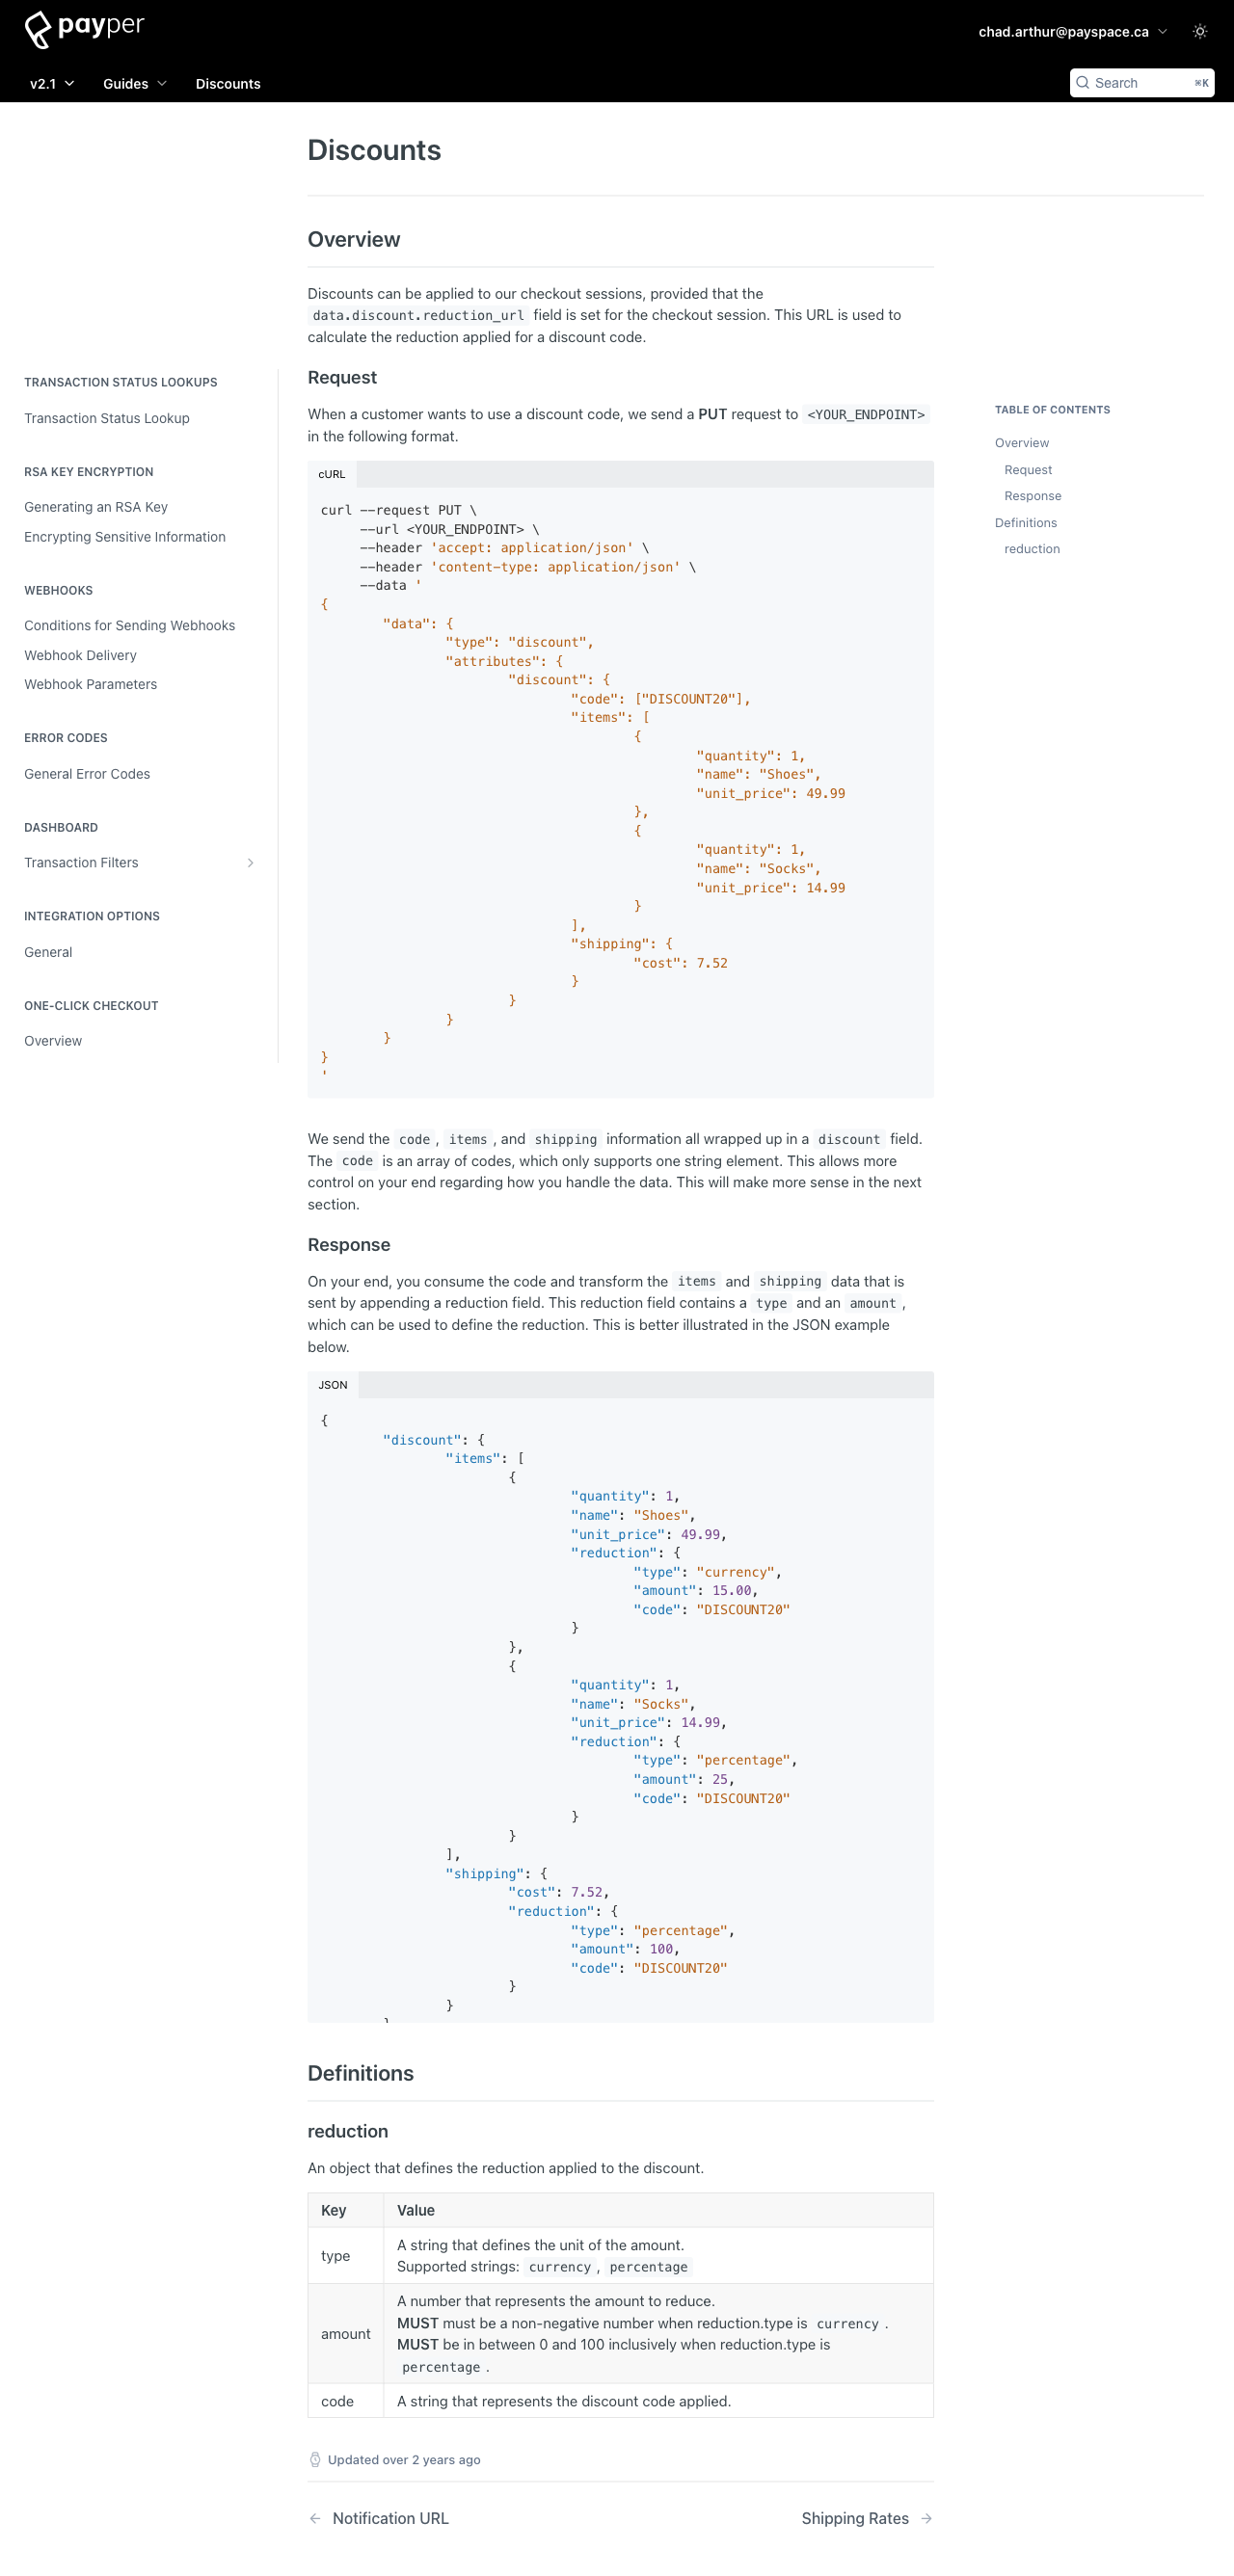 payper
chad.arthur@payspace.ca
v2.1
Guides
Discounts
Search
⌘K
Discounts
Overview
Discounts can be applied to our checkout sessions, provided that the
data.discount.reduction_url field is set for the checkout session. This URL is used to
calculate the reduction applied for a discount code.
Request
When a customer wants to use a discount code, we send a PUT request to <YOUR_ENDPOINT>
in the following format.
cURL
curl --request PUT \
     --url <YOUR_ENDPOINT> \
     --header 'accept: application/json' \
     --header 'content-type: application/json' \
     --data '
{
        "data": {
                "type": "discount",
                "attributes": {
                        "discount": {
                                "code": ["DISCOUNT20"],
                                "items": [
                                        {
                                                "quantity": 1,
                                                "name": "Shoes",
                                                "unit_price": 49.99
                                        },
                                        {
                                                "quantity": 1,
                                                "name": "Socks",
                                                "unit_price": 14.99
                                        }
                                ],
                                "shipping": {
                                        "cost": 7.52
                                }
                        }
                }
        }
}
'
We send the code, items, and shipping information all wrapped up in a discount field.
The code is an array of codes, which only supports one string element. This allows more
control on your end regarding how you handle the data. This will make more sense in the next
section.
Response
On your end, you consume the code and transform the items and shipping data that is
sent by appending a reduction field. This reduction field contains a type and an amount,
which can be used to define the reduction. This is better illustrated in the JSON example
below.
JSON
{
        "discount": {
                "items": [
                        {
                                "quantity": 1,
                                "name": "Shoes",
                                "unit_price": 49.99,
                                "reduction": {
                                        "type": "currency",
                                        "amount": 15.00,
                                        "code": "DISCOUNT20"
                                }
                        },
                        {
                                "quantity": 1,
                                "name": "Socks",
                                "unit_price": 14.99,
                                "reduction": {
                                        "type": "percentage",
                                        "amount": 25,
                                        "code": "DISCOUNT20"
                                }
                        }
                ],
                "shipping": {
                        "cost": 7.52,
                        "reduction": {
                                "type": "percentage",
                                "amount": 100,
                                "code": "DISCOUNT20"
                        }
                }
        }
Definitions
reduction
An object that defines the reduction applied to the discount.
Key Value
type
A string that defines the unit of the amount.
Supported strings: currency, percentage
amount
A number that represents the amount to reduce.
MUST must be a non-negative number when reduction.type is currency .
MUST be in between 0 and 100 inclusively when reduction.type is
percentage .
code
A string that represents the discount code applied.
Updated over 2 years ago
← Notification URL
Shipping Rates →
TRANSACTION STATUS LOOKUPS
Transaction Status Lookup
RSA KEY ENCRYPTION
Generating an RSA Key
Encrypting Sensitive Information
WEBHOOKS
Conditions for Sending Webhooks
Webhook Delivery
Webhook Parameters
ERROR CODES
General Error Codes
DASHBOARD
Transaction Filters
INTEGRATION OPTIONS
General
ONE-CLICK CHECKOUT
Overview
TABLE OF CONTENTS
Overview
Request
Response
Definitions
reduction